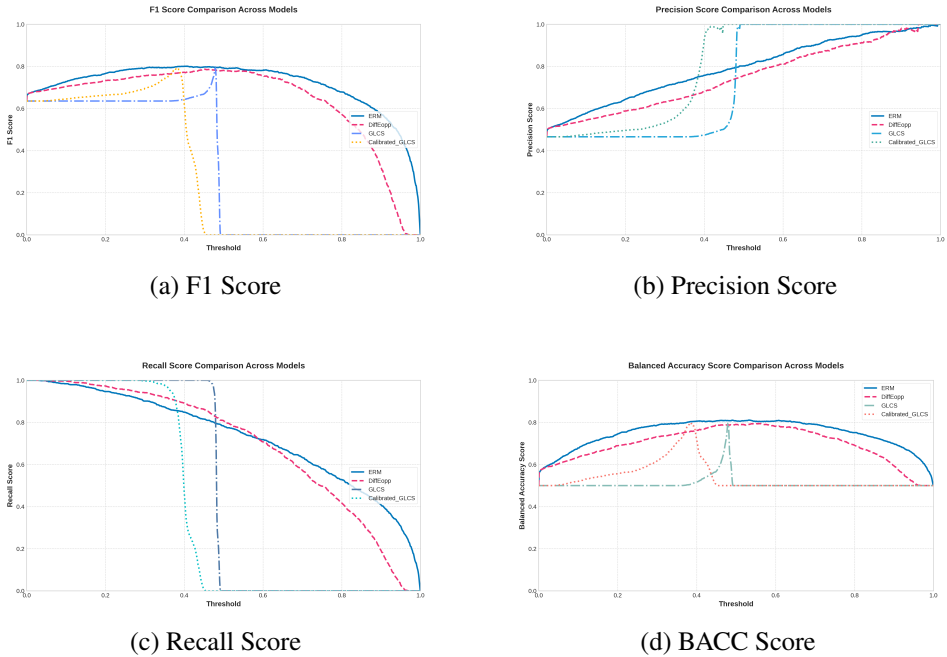 F1 Score Comparison Across Models
1.0
0.8
0.6
0.4
0.2
0.0
F1 Score
0.0 0.2 0.4 0.6 0.8 1.0
Threshold
ERM
DiffEopp
GLCS
Calibrated_GLCS
(a) F1 Score
Precision Score Comparison Across Models
1.0
0.8
0.6
0.4
0.2
0.0
Precision Score
0.0 0.2 0.4 0.6 0.8 1.0
Threshold
ERM
DiffEopp
GLCS
Calibrated_GLCS
(b) Precision Score
Recall Score Comparison Across Models
1.0
0.8
0.6
0.4
0.2
0.0
Recall Score
0.0 0.2 0.4 0.6 0.8 1.0
Threshold
ERM
DiffEopp
GLCS
Calibrated_GLCS
(c) Recall Score
Balanced Accuracy Score Comparison Across Models
1.0
0.8
0.6
0.4
0.2
0.0
Balanced Accuracy Score
0.0 0.2 0.4 0.6 0.8 1.0
Threshold
ERM
DiffEopp
GLCS
Calibrated_GLCS
(d) BACC Score